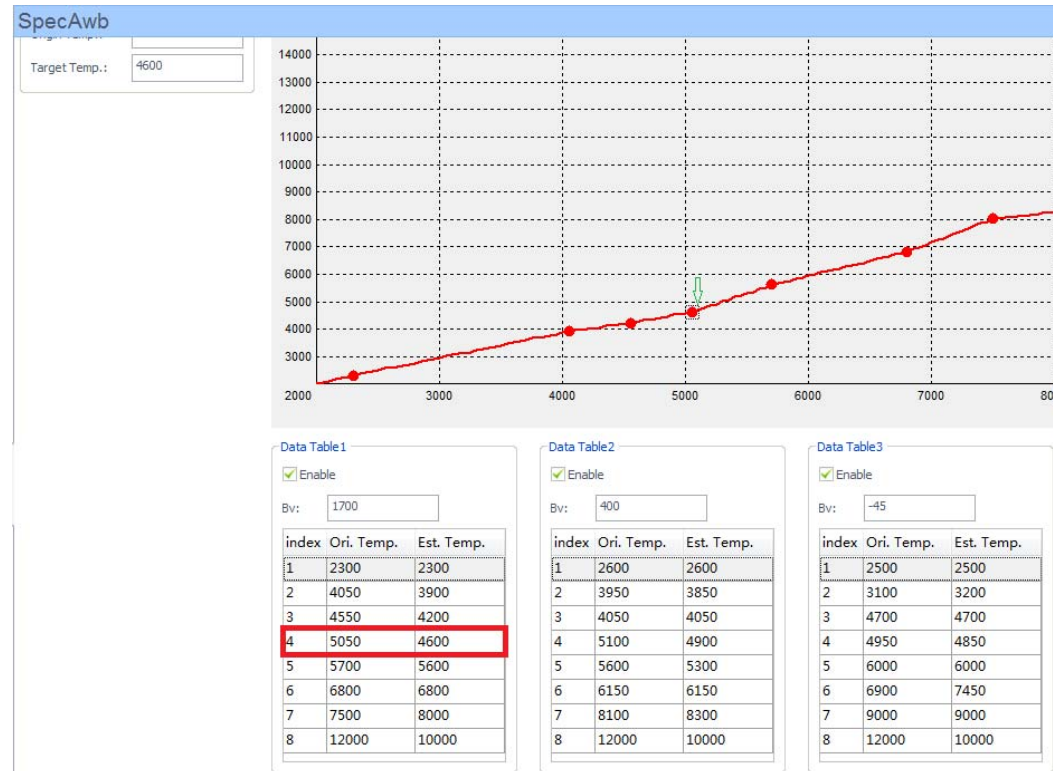 SpecAwb
Target Temp.: 4600
14000
13000
12000
11000
10000
9000
8000
7000
6000
5000
4000
3000
2000 3000 4000 5000 6000 7000 80
Data Table1
Enable
Bv: 1700
index Ori. Temp. Est. Temp.
1 2300 2300
2 4050 3900
3 4550 4200
4 5050 4600
5 5700 5600
6 6800 6800
7 7500 8000
8 12000 10000
Data Table2
Enable
Bv: 400
index Ori. Temp. Est. Temp.
1 2600 2600
2 3950 3850
3 4050 4050
4 5100 4900
5 5600 5300
6 6150 6150
7 8100 8300
8 12000 10000
Data Table3
Enable
Bv: -45
index Ori. Temp. Est. Temp.
1 2500 2500
2 3100 3200
3 4700 4700
4 4950 4850
5 6000 6000
6 6900 7450
7 9000 9000
8 12000 10000